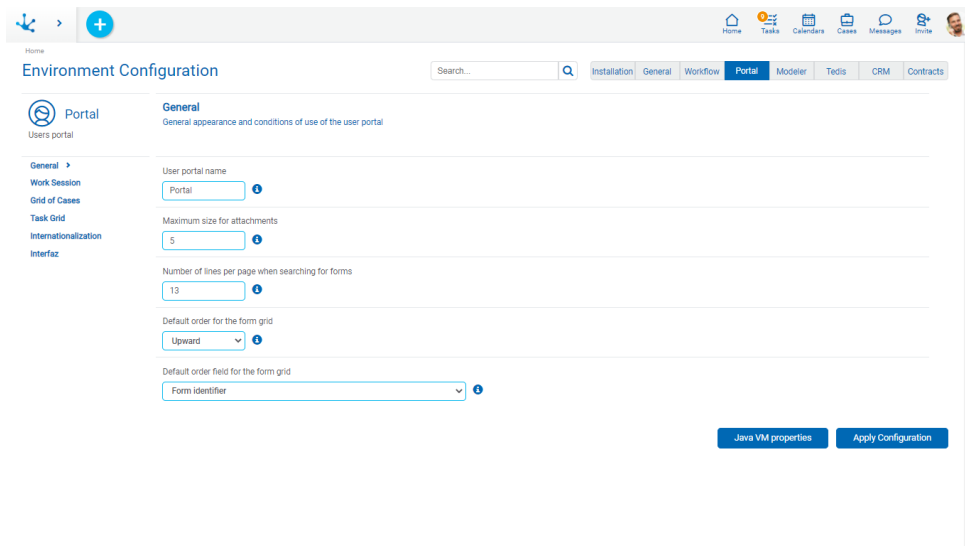 0
Home Tasks Calendars Cases Messages Invite
Home
Environment Configuration
Search...
Installation General Workflow Portal Modeler Tedis CRM Contracts
Portal
Users portal
General
General appearance and conditions of use of the user portal
General
Work Session
Grid of Cases
Task Grid
Internationalization
Interfaz
User portal name
Portal
Maximum size for attachments
5
Number of lines per page when searching for forms
13
Default order for the form grid
Upward
Default order field for the form grid
Form identifier
Java VM properties Apply Configuration